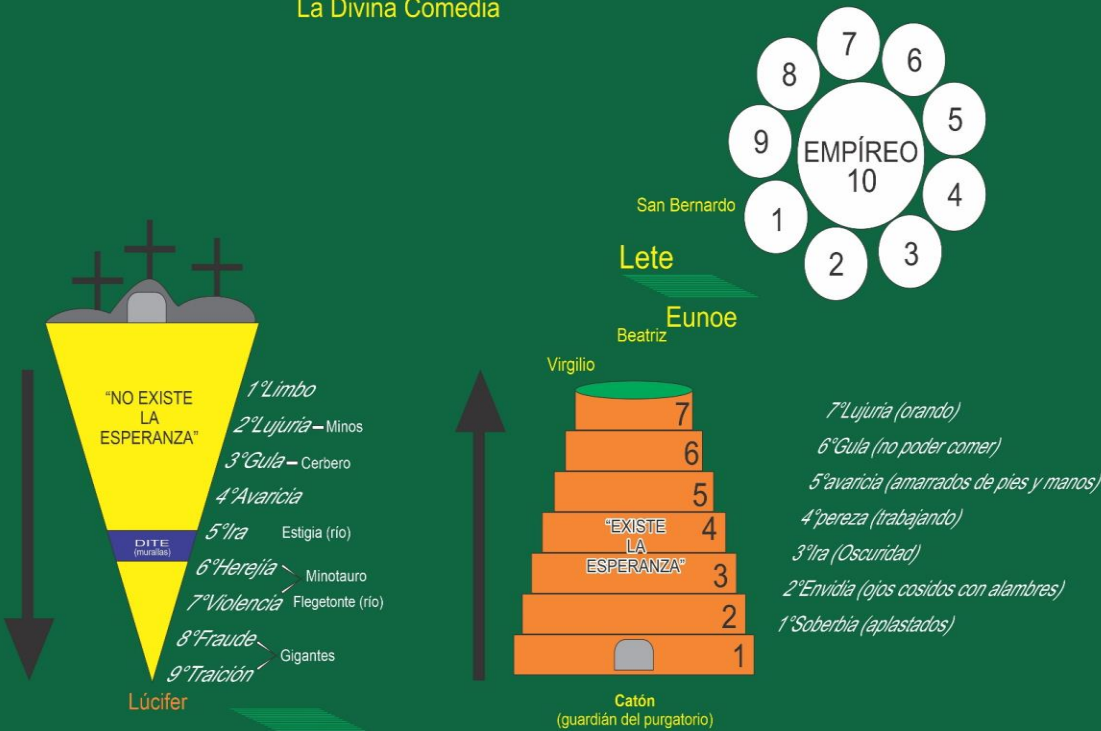 La Divina Comedia
7
8
6
9
5
EMPÍREO
10
4
San Bernardo
1
3
2
Lete
Eunoe
Beatriz
Virgilio
"NO EXISTE
LA
ESPERANZA"
DITE
(murallas)
1°Limbo
2°Lujuria – Minos
3°Gula – Cerbero
4°Avaricia
5°Ira Estigia (río)
6°Herejía
Minotauro
7°Violencia Flegetonte (río)
8°Fraude
Gigantes
9°Traición
Lúcifer
7
6
5
"EXISTE
LA
ESPERANZA"
4
3
2
1
Catón
(guardián del purgatorio)
7°Lujuria (orando)
6°Gula (no poder comer)
5°avaricia (amarrados de pies y manos)
4°pereza (trabajando)
3°Ira (Oscuridad)
2°Envidia (ojos cosidos con alambres)
1°Soberbia (aplastados)